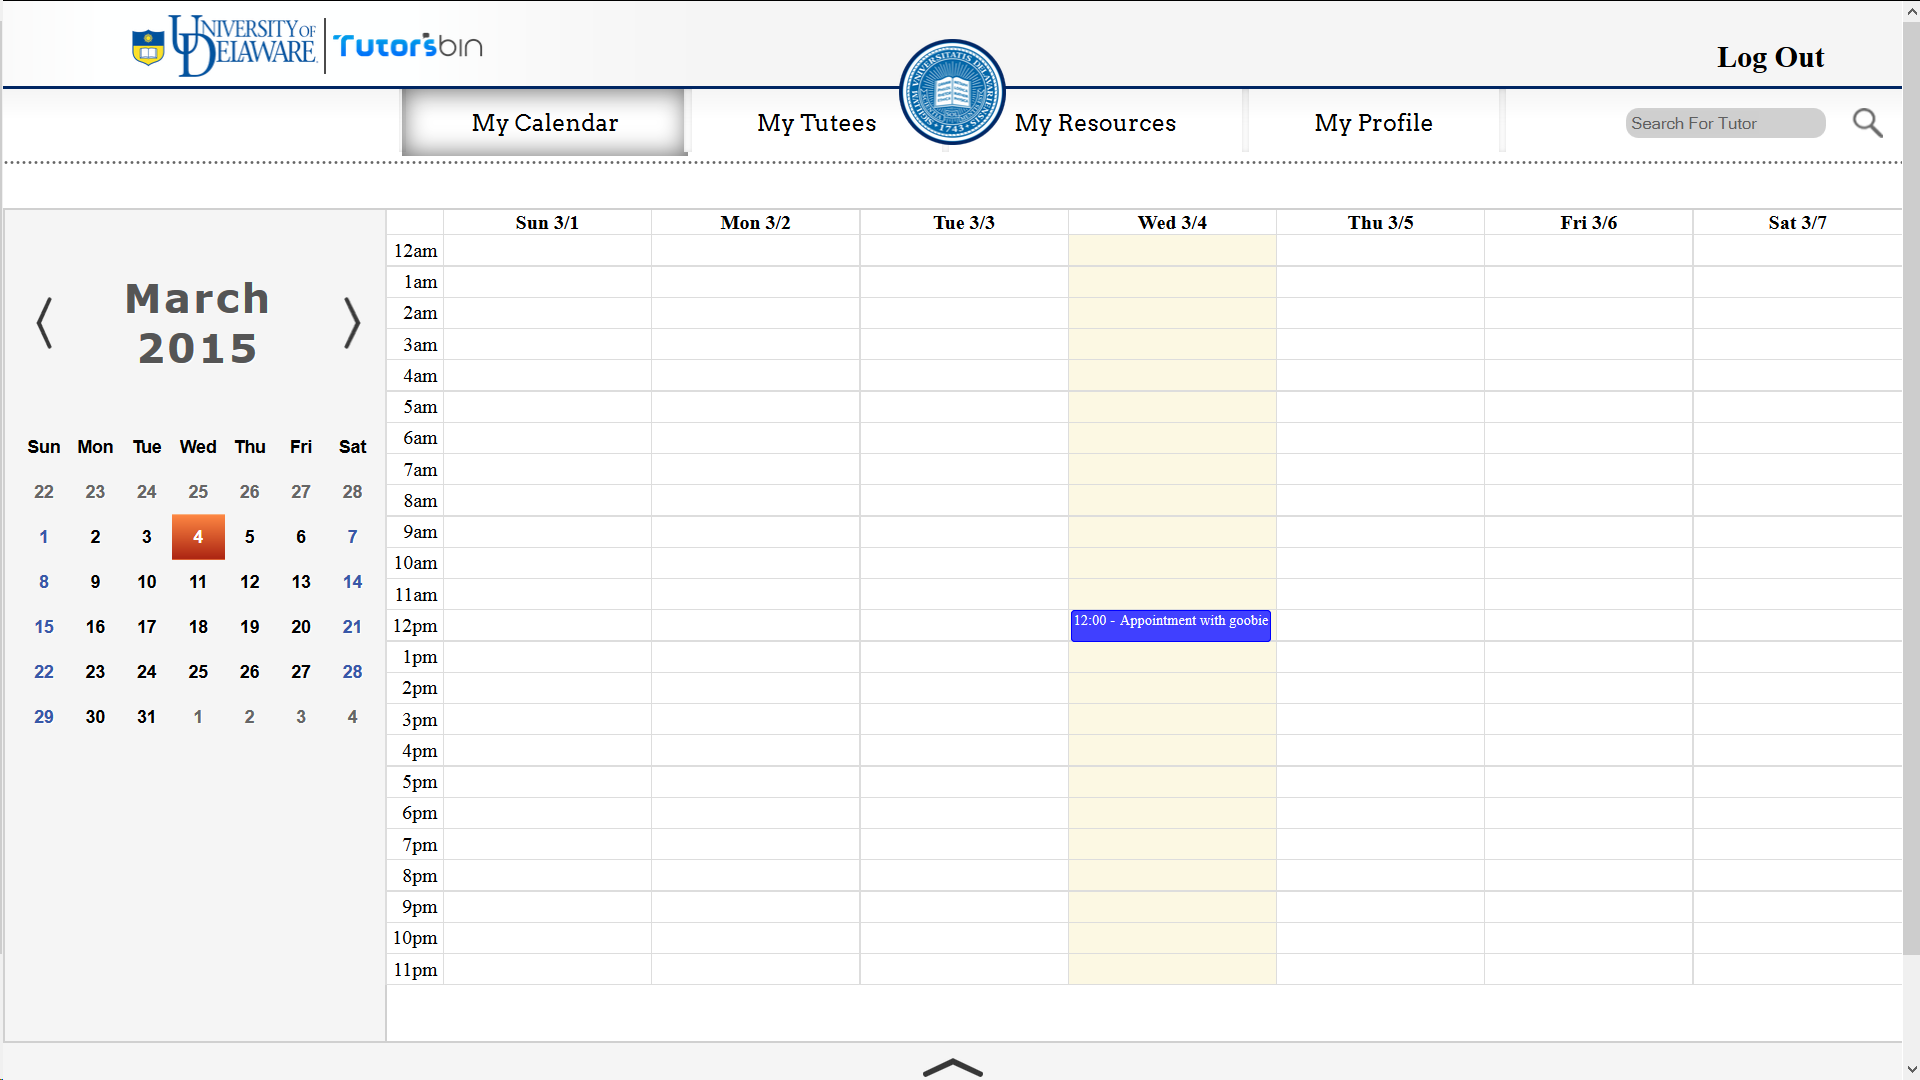 UNIVERSITY OF DELAWARE Tutorsbin
Log Out
My Calendar My Tutees My Resources My Profile Search For Tutor
SIGILLUM UNIVERSITATIS DELAVARIENSIS · 1743 ·
March
2015
Sun Mon Tue Wed Thu Fri Sat
22 23 24 25 26 27 28
1 2 3 4 5 6 7
8 9 10 11 12 13 14
15 16 17 18 19 20 21
22 23 24 25 26 27 28
29 30 31 1 2 3 4
Sun 3/1 Mon 3/2 Tue 3/3 Wed 3/4 Thu 3/5 Fri 3/6 Sat 3/7
12am
1am
2am
3am
4am
5am
6am
7am
8am
9am
10am
11am
12pm 12:00 - Appointment with goobie
1pm
2pm
3pm
4pm
5pm
6pm
7pm
8pm
9pm
10pm
11pm